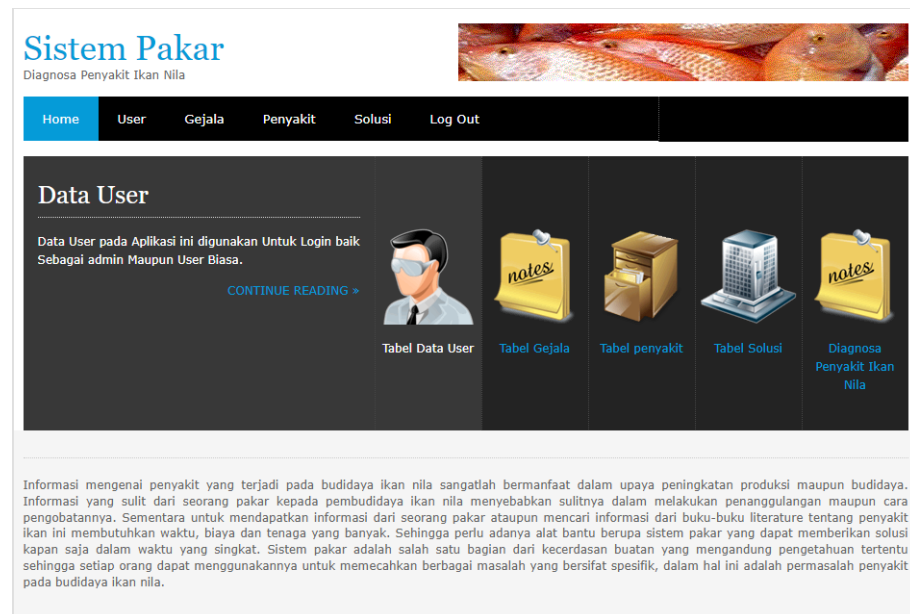 Sistem Pakar
Diagnosa Penyakit Ikan Nila
Home User Gejala Penyakit Solusi Log Out
Data User
Data User pada Aplikasi ini digunakan Untuk Login baik
Sebagai admin Maupun User Biasa.
CONTINUE READING »
Tabel Data User
notes
Tabel Gejala
Tabel penyakit
Tabel Solusi
notes
Diagnosa
Penyakit Ikan
Nila
Informasi mengenai penyakit yang terjadi pada budidaya ikan nila sangatlah bermanfaat dalam upaya peningkatan produksi maupun budidaya.
Informasi yang sulit dari seorang pakar kepada pembudidaya ikan nila menyebabkan sulitnya dalam melakukan penanggulangan maupun cara
pengobatannya. Sementara untuk mendapatkan informasi dari seorang pakar ataupun mencari informasi dari buku-buku literature tentang penyakit
ikan ini membutuhkan waktu, biaya dan tenaga yang banyak. Sehingga perlu adanya alat bantu berupa sistem pakar yang dapat memberikan solusi
kapan saja dalam waktu yang singkat. Sistem pakar adalah salah satu bagian dari kecerdasan buatan yang mengandung pengetahuan tertentu
sehingga setiap orang dapat menggunakannya untuk memecahkan berbagai masalah yang bersifat spesifik, dalam hal ini adalah permasalah penyakit
pada budidaya ikan nila.